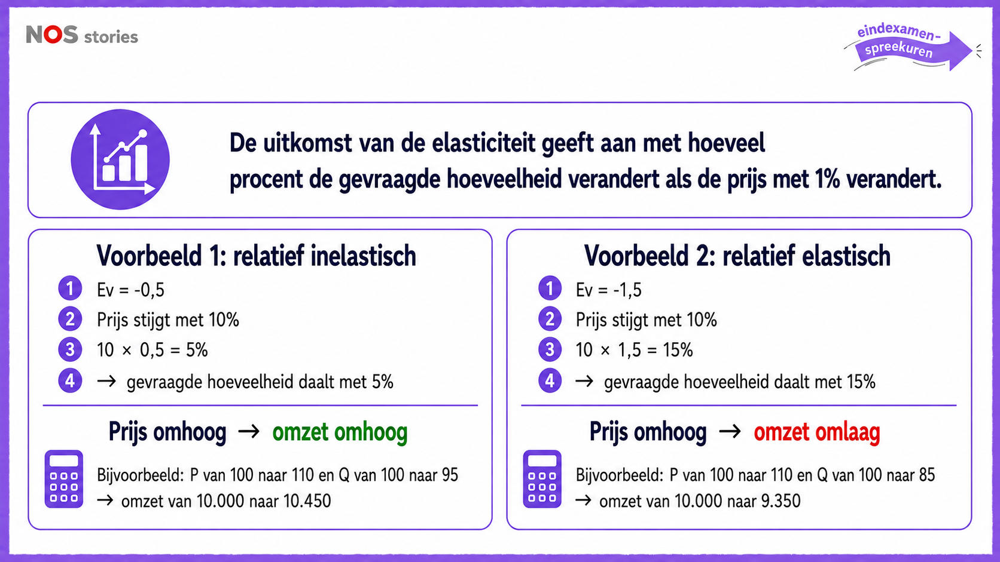 NOS stories
eindexamen-
spreekuren
De uitkomst van de elasticiteit geeft aan met hoeveel
procent de gevraagde hoeveelheid verandert als de prijs met 1% verandert.
Voorbeeld 1: relatief inelastisch
1 Ev = -0,5
2 Prijs stijgt met 10%
3 10 × 0,5 = 5%
4 → gevraagde hoeveelheid daalt met 5%
Prijs omhoog → omzet omhoog
Bijvoorbeeld: P van 100 naar 110 en Q van 100 naar 95
→ omzet van 10.000 naar 10.450
Voorbeeld 2: relatief elastisch
1 Ev = -1,5
2 Prijs stijgt met 10%
3 10 × 1,5 = 15%
4 → gevraagde hoeveelheid daalt met 15%
Prijs omhoog → omzet omlaag
Bijvoorbeeld: P van 100 naar 110 en Q van 100 naar 85
→ omzet van 10.000 naar 9.350